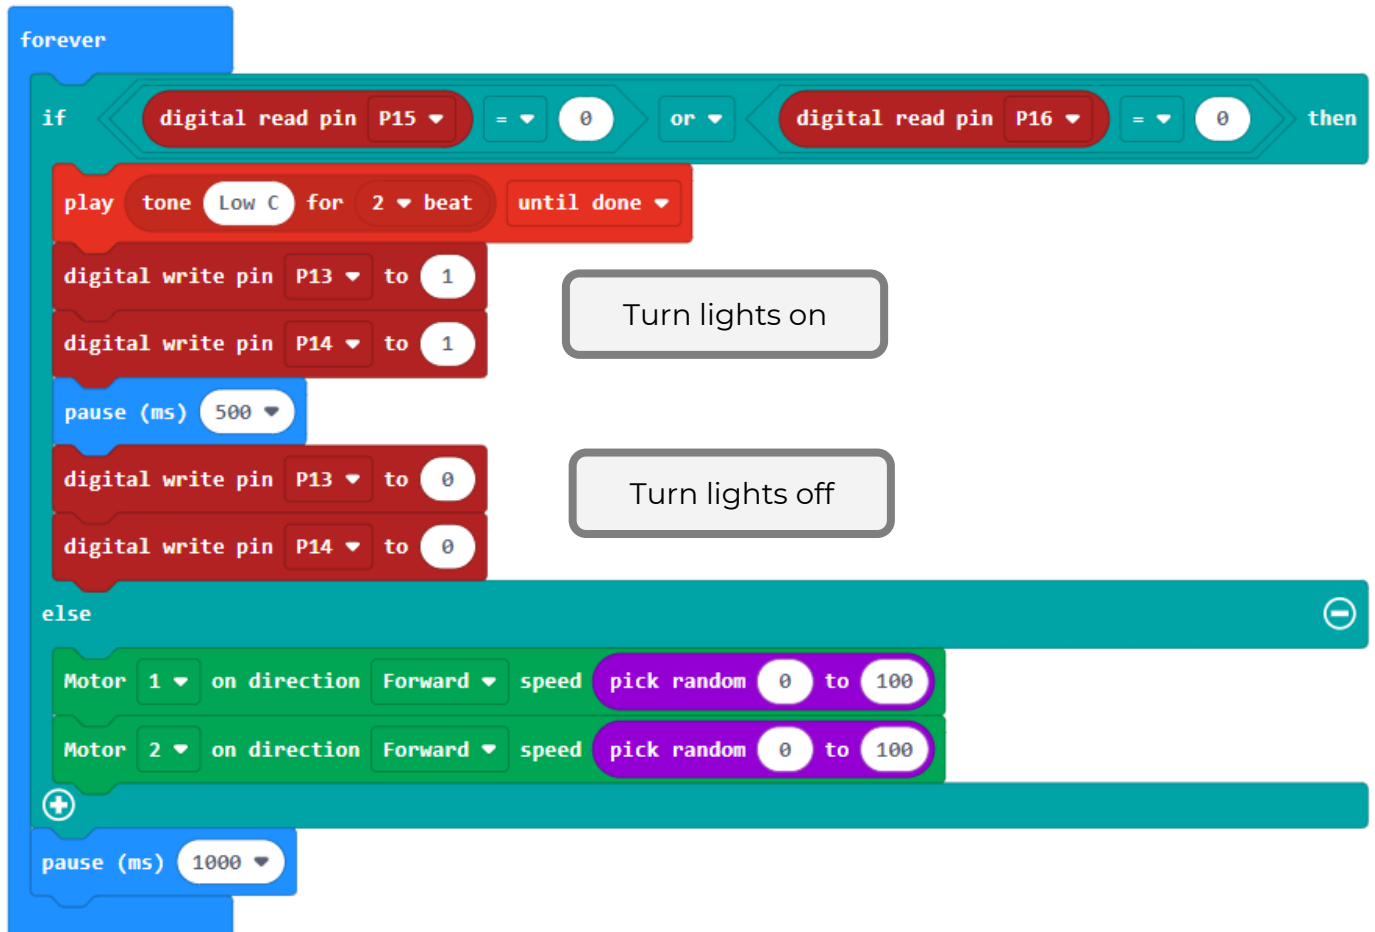 forever
if digital read pin P15 = 0 or digital read pin P16 = 0 then
play tone Low C for 2 beat until done
digital write pin P13 to 1
Turn lights on
digital write pin P14 to 1
pause (ms) 500
digital write pin P13 to 0
Turn lights off
digital write pin P14 to 0
else
Motor 1 on direction Forward speed pick random 0 to 100
Motor 2 on direction Forward speed pick random 0 to 100
pause (ms) 1000